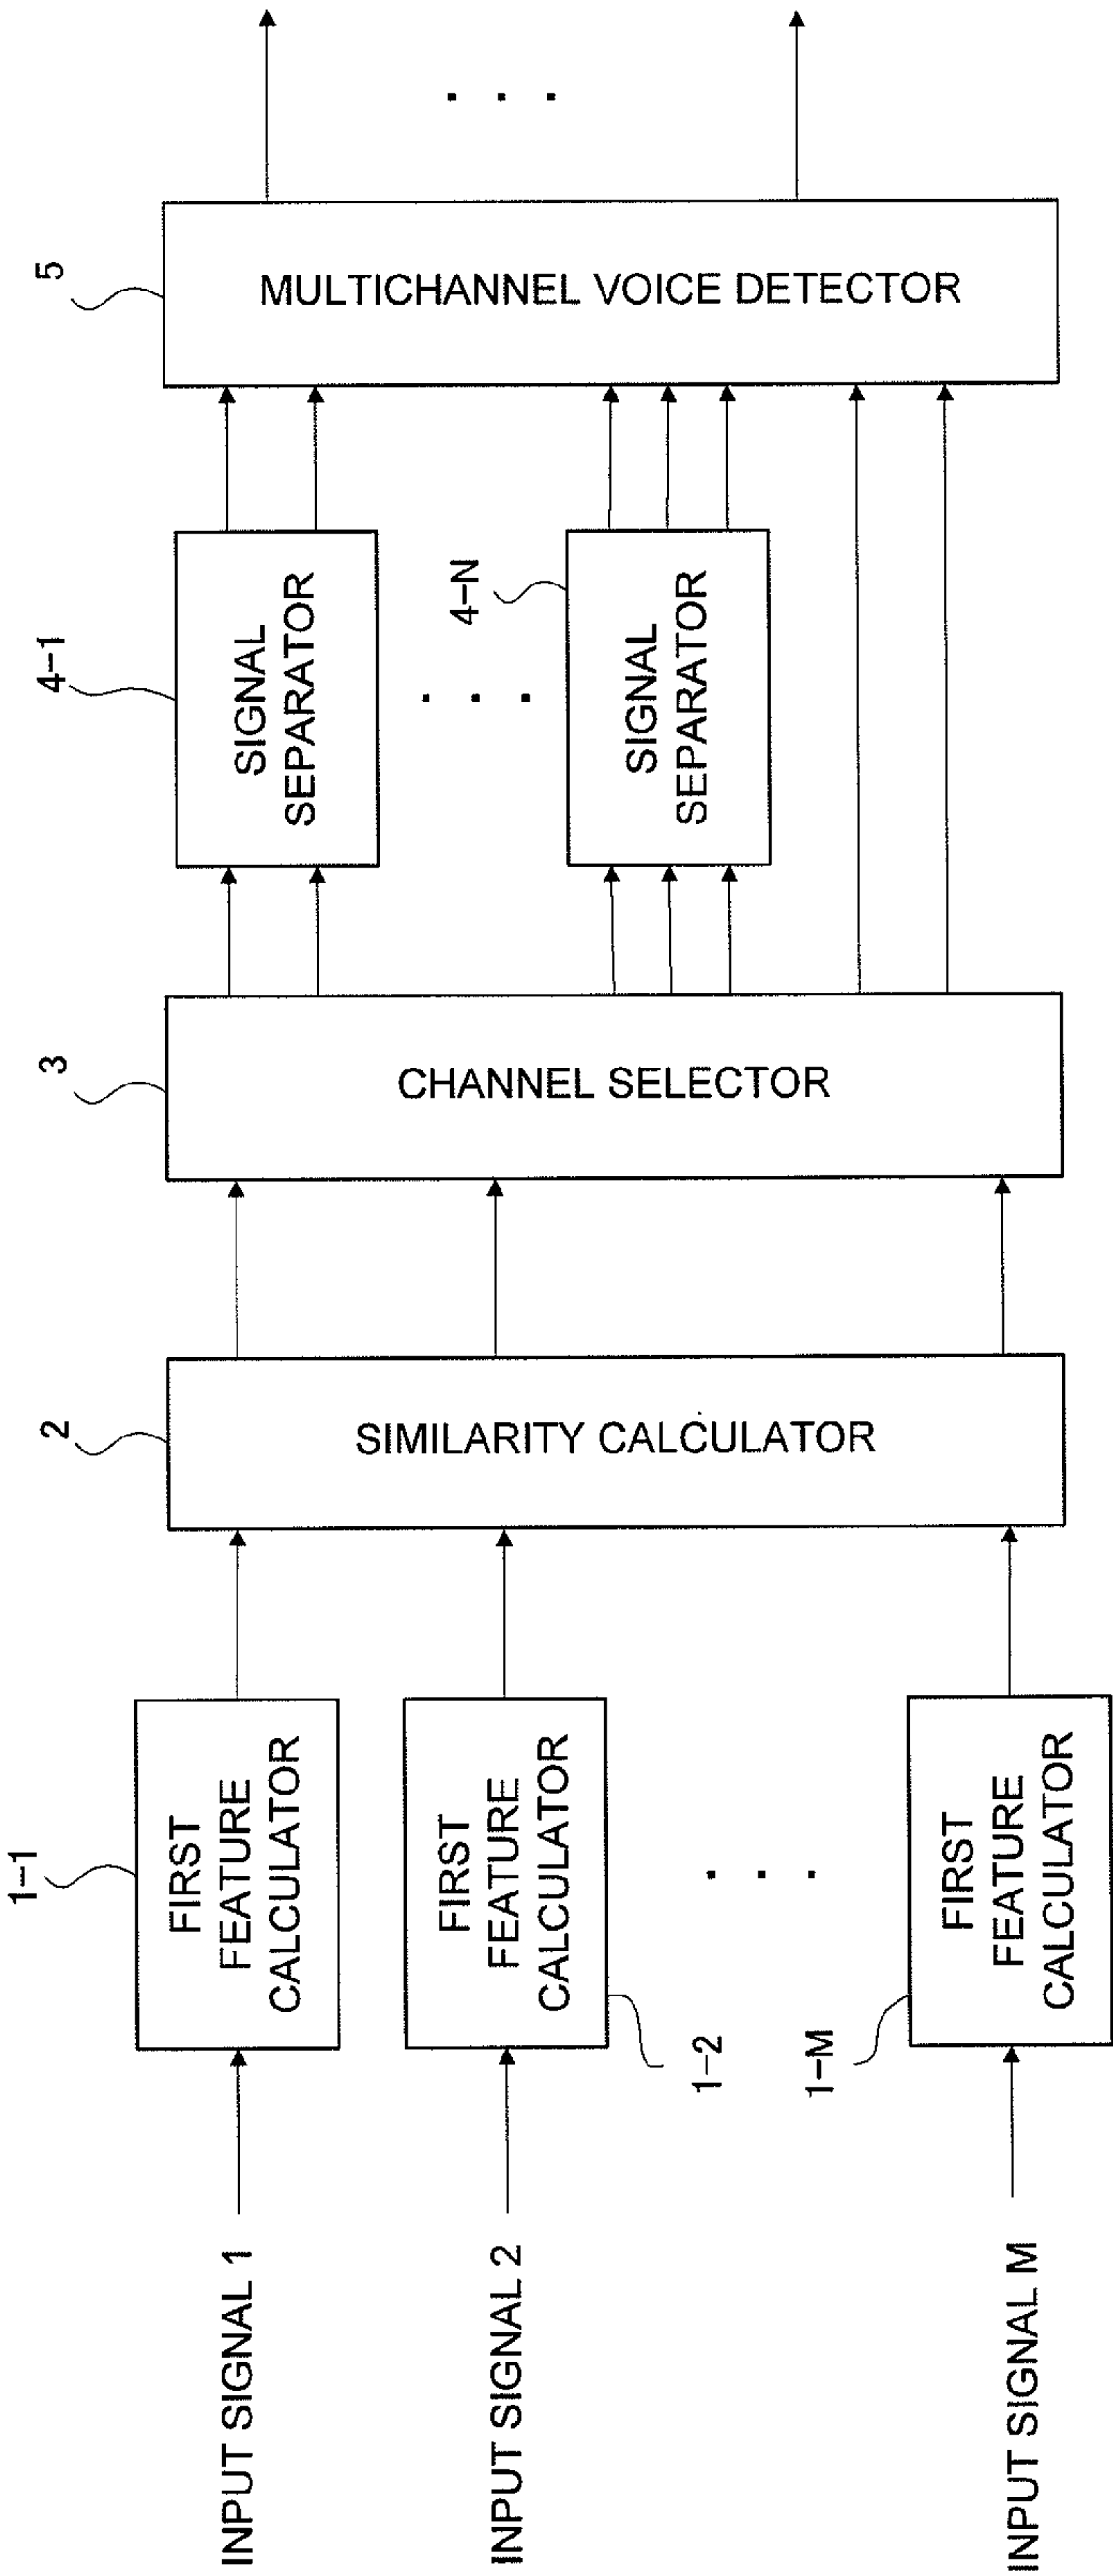 1-1
FIRST
FEATURE
CALCULATOR
INPUT SIGNAL 1
FIRST
FEATURE
CALCULATOR
1-2
INPUT SIGNAL 2
. . .
1-M
FIRST
FEATURE
CALCULATOR
INPUT SIGNAL M
2
SIMILARITY CALCULATOR
3
CHANNEL SELECTOR
4-1
SIGNAL
SEPARATOR
. . .
4-N
SIGNAL
SEPARATOR
5
MULTICHANNEL VOICE DETECTOR
. . .